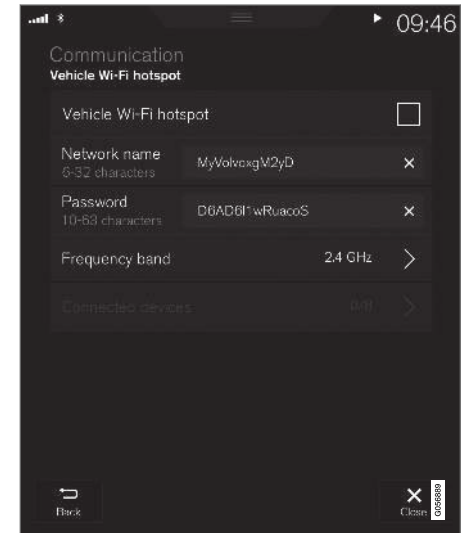 09:46
Communication
Vehicle Wi-Fi hotspot
Vehicle Wi-Fi hotspot
Network name
6-32 characters
MyVolvoxgM2yD
Password
10-63 characters
D6AD6l1wRuacoS
Frequency band 2.4 GHz
Connected devices 0/8
Back
Close
G056889